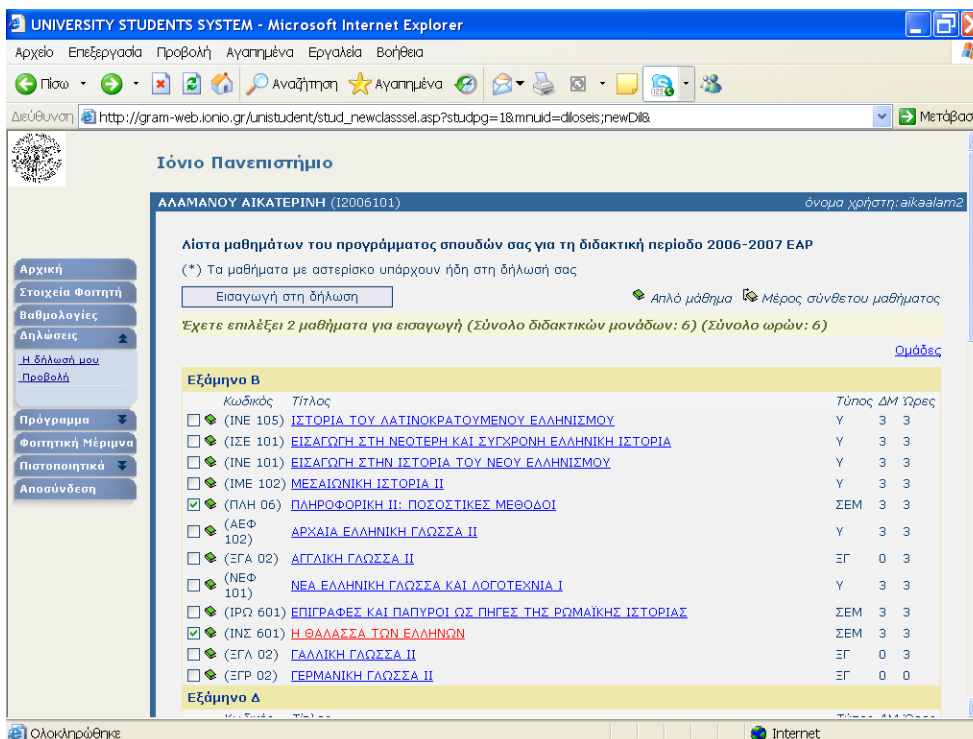 UNIVERSITY STUDENTS SYSTEM - Microsoft Internet Explorer
Αρχείο Επεξεργασία Προβολή Αγαπημένα Εργαλεία Βοήθεια
Πίσω Αναζήτηση Αγαπημένα
Διεύθυνση http://gram-web.ionio.gr/unistudent/stud_newclasssel.asp?studpg=1&mnuid=diloseis;newDil& Μετάβασ
Ιόνιο Πανεπιστήμιο
ΑΛΑΜΑΝΟΥ ΑΙΚΑΤΕΡΙΝΗ (Ι2006101) όνομα χρήστη: aikaalam2
Λίστα μαθημάτων του προγράμματος σπουδών σας για τη διδακτική περίοδο 2006-2007 ΕΑΡ
Αρχική
(*) Τα μαθήματα με αστερίσκο υπάρχουν ήδη στη δήλωσή σας
Στοιχεία Φοιτητή
Εισαγωγή στη δήλωση Απλό μάθημα Μέρος σύνθετου μαθήματος
Βαθμολογίες
Έχετε επιλέξει 2 μαθήματα για εισαγωγή (Σύνολο διδακτικών μονάδων: 6) (Σύνολο ωρών: 6)
Δηλώσεις
Η δήλωσή μου
Προβολή
Ομάδες
Πρόγραμμα
Φοιτητική Μέριμνα
Πιστοποιητικά
Αποσύνδεση
Εξάμηνο Β
Κωδικός Τίτλος Τύπος ΔΜ Ώρες
(ΙΝΕ 105) ΙΣΤΟΡΙΑ ΤΟΥ ΛΑΤΙΝΟΚΡΑΤΟΥΜΕΝΟΥ ΕΛΛΗΝΙΣΜΟΥ Υ 3 3
(ΙΣΕ 101) ΕΙΣΑΓΩΓΗ ΣΤΗ ΝΕΟΤΕΡΗ ΚΑΙ ΣΥΓΧΡΟΝΗ ΕΛΛΗΝΙΚΗ ΙΣΤΟΡΙΑ Υ 3 3
(ΙΝΕ 101) ΕΙΣΑΓΩΓΗ ΣΤΗΝ ΙΣΤΟΡΙΑ ΤΟΥ ΝΕΟΥ ΕΛΛΗΝΙΣΜΟΥ Υ 3 3
(ΙΜΕ 102) ΜΕΣΑΙΩΝΙΚΗ ΙΣΤΟΡΙΑ ΙΙ Υ 3 3
(ΠΛΗ 06) ΠΛΗΡΟΦΟΡΙΚΗ ΙΙ: ΠΟΣΟΣΤΙΚΕΣ ΜΕΘΟΔΟΙ ΣΕΜ 3 3
(ΑΕΦ 102) ΑΡΧΑΙΑ ΕΛΛΗΝΙΚΗ ΓΛΩΣΣΑ ΙΙ Υ 3 3
(ΞΓΑ 02) ΑΓΓΛΙΚΗ ΓΛΩΣΣΑ ΙΙ ΞΓ 0 3
(ΝΕΦ 101) ΝΕΑ ΕΛΛΗΝΙΚΗ ΓΛΩΣΣΑ ΚΑΙ ΛΟΓΟΤΕΧΝΙΑ Ι Υ 3 3
(ΙΡΩ 601) ΕΠΙΓΡΑΦΕΣ ΚΑΙ ΠΑΠΥΡΟΙ ΩΣ ΠΗΓΕΣ ΤΗΣ ΡΩΜΑΪΚΗΣ ΙΣΤΟΡΙΑΣ ΣΕΜ 3 3
(ΙΝΣ 601) Η ΘΑΛΑΣΣΑ ΤΩΝ ΕΛΛΗΝΩΝ ΣΕΜ 3 3
(ΞΓΛ 02) ΓΑΛΛΙΚΗ ΓΛΩΣΣΑ ΙΙ ΞΓ 0 3
(ΞΓΡ 02) ΓΕΡΜΑΝΙΚΗ ΓΛΩΣΣΑ ΙΙ ΞΓ 0 0
Εξάμηνο Δ
Ολοκληρώθηκε Internet